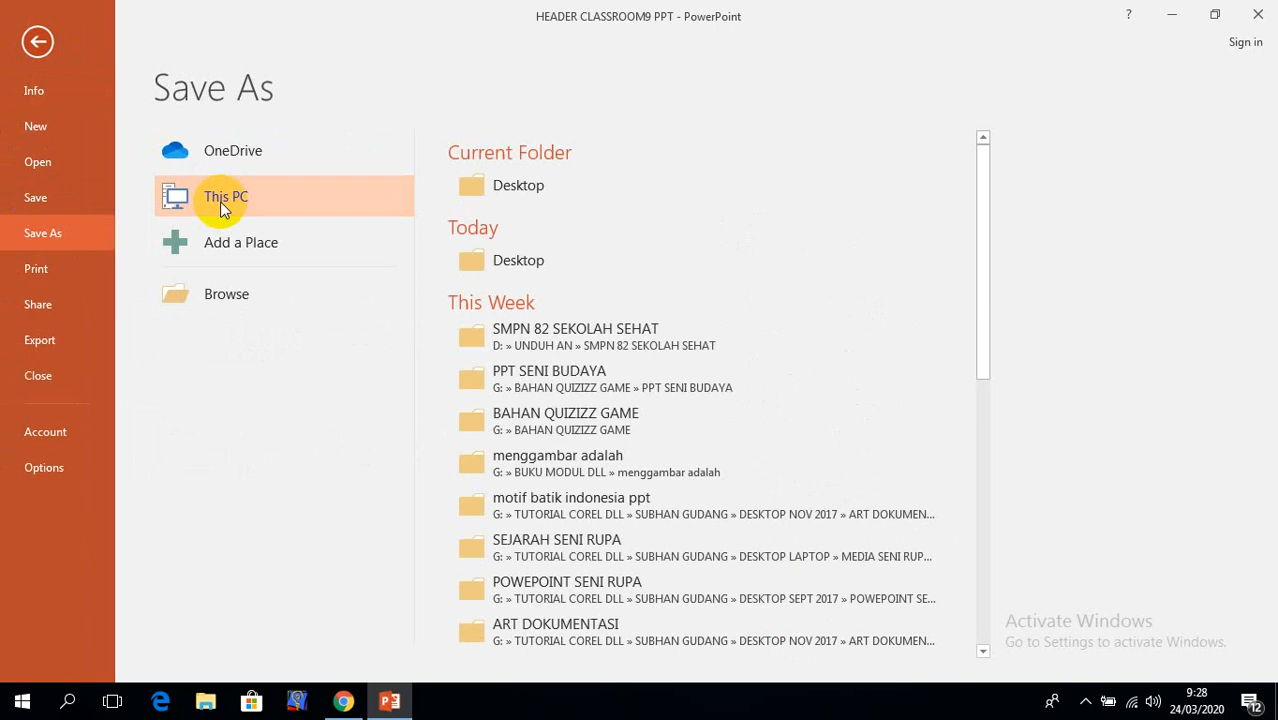 HEADER CLASSROOM9 PPT - PowerPoint
?
Sign in
Info
New
Open
Save
Save As
Print
Share
Export
Close
Account
Options
Save As
OneDrive
This PC
Add a Place
Browse
Current Folder
Desktop
Today
Desktop
This Week
SMPN 82 SEKOLAH SEHAT
D: » UNDUH AN » SMPN 82 SEKOLAH SEHAT
PPT SENI BUDAYA
G: » BAHAN QUIZIZZ GAME » PPT SENI BUDAYA
BAHAN QUIZIZZ GAME
G: » BAHAN QUIZIZZ GAME
menggambar adalah
G: » BUKU MODUL DLL » menggambar adalah
motif batik indonesia ppt
G: » TUTORIAL COREL DLL » SUBHAN GUDANG » DESKTOP NOV 2017 » ART DOKUMEN...
SEJARAH SENI RUPA
G: » TUTORIAL COREL DLL » SUBHAN GUDANG » DESKTOP LAPTOP » MEDIA SENI RUP...
POWEPOINT SENI RUPA
G: » TUTORIAL COREL DLL » SUBHAN GUDANG » DESKTOP SEPT 2017 » POWEPOINT SE...
ART DOKUMENTASI
G: » TUTORIAL COREL DLL » SUBHAN GUDANG » DESKTOP NOV 2017 » ART DOKUMEN...
Activate Windows
Go to Settings to activate Windows.
9:28
24/03/2020
12